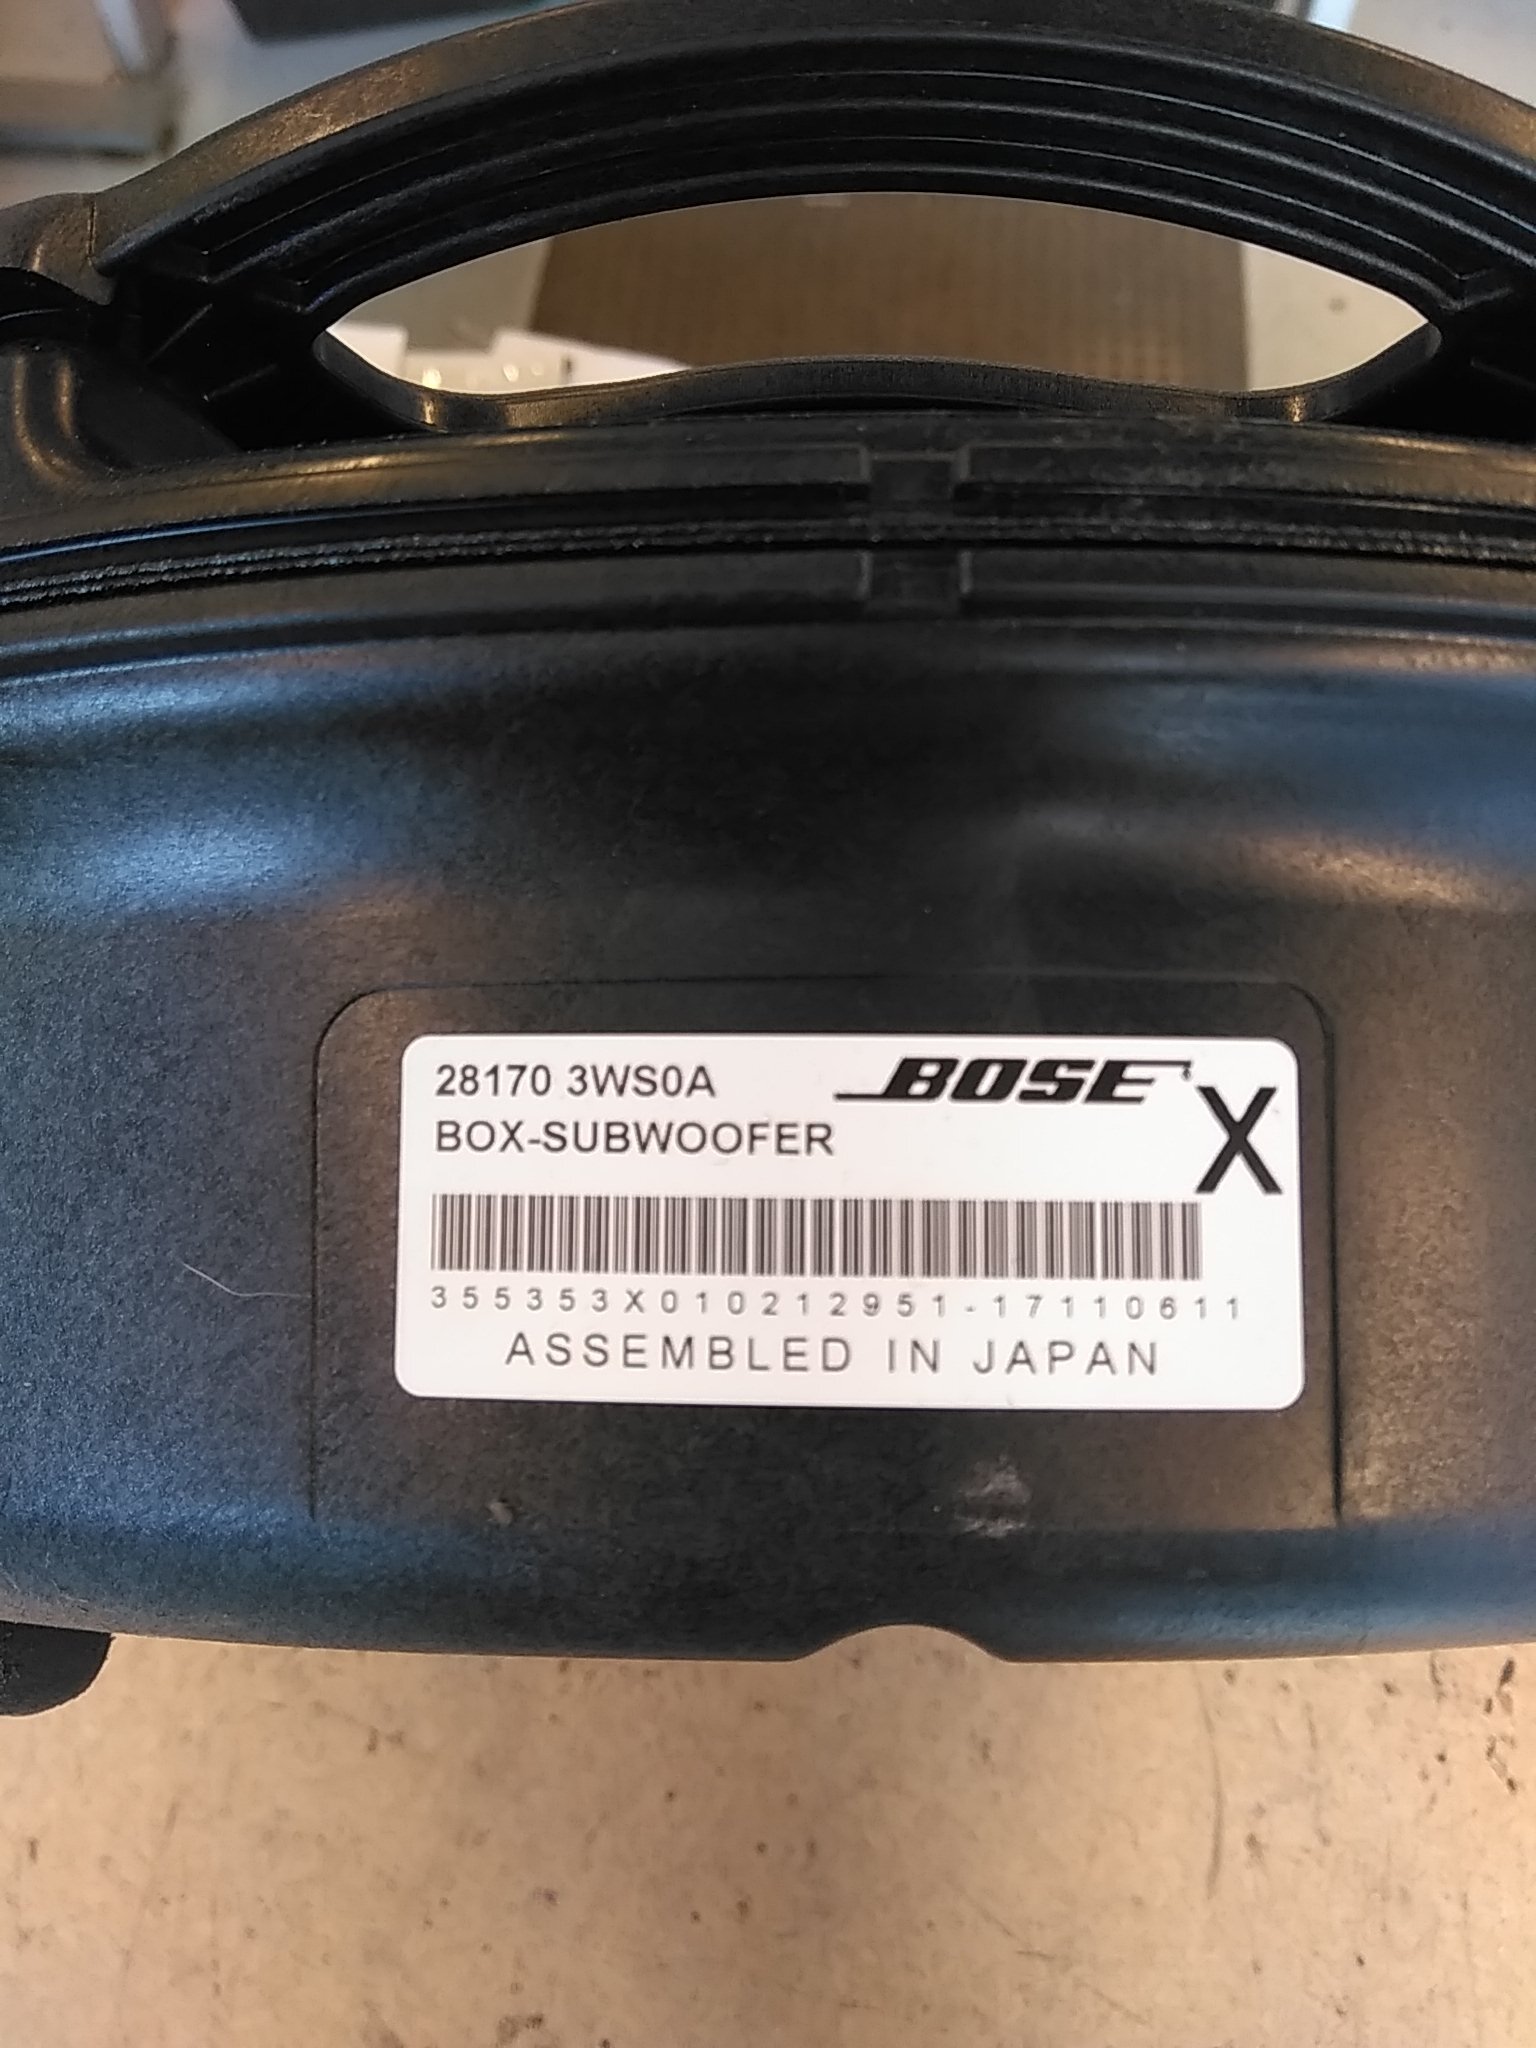 28170 3WS0A
BOSE
X
BOX-SUBWOOFER
355353X010212951-17110611
ASSEMBLED IN JAPAN